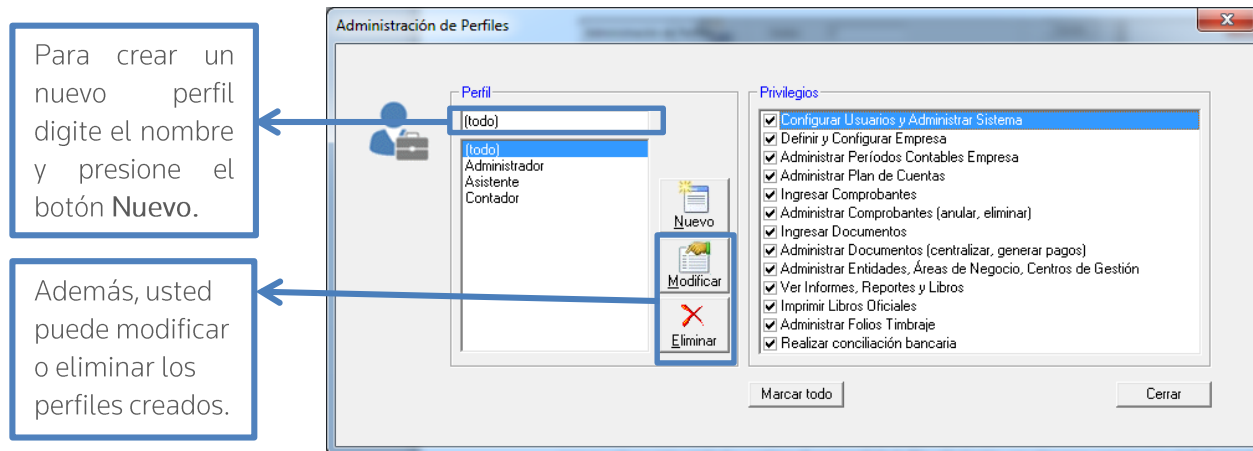 Para crear un
nuevo perfil
digite el nombre
y presione el
botón Nuevo.
Además, usted
puede modificar
o eliminar los
perfiles creados.
Administración de Perfiles
Perfil
(todo)
(todo)
Administrador
Asistente
Contador
Nuevo
Modificar
Eliminar
Privilegios
Configurar Usuarios y Administrar Sistema
Definir y Configurar Empresa
Administrar Períodos Contables Empresa
Administrar Plan de Cuentas
Ingresar Comprobantes
Administrar Comprobantes (anular, eliminar)
Ingresar Documentos
Administrar Documentos (centralizar, generar pagos)
Administrar Entidades, Áreas de Negocio, Centros de Gestión
Ver Informes, Reportes y Libros
Imprimir Libros Oficiales
Administrar Folios Timbraje
Realizar conciliación bancaria
Marcar todo
Cerrar